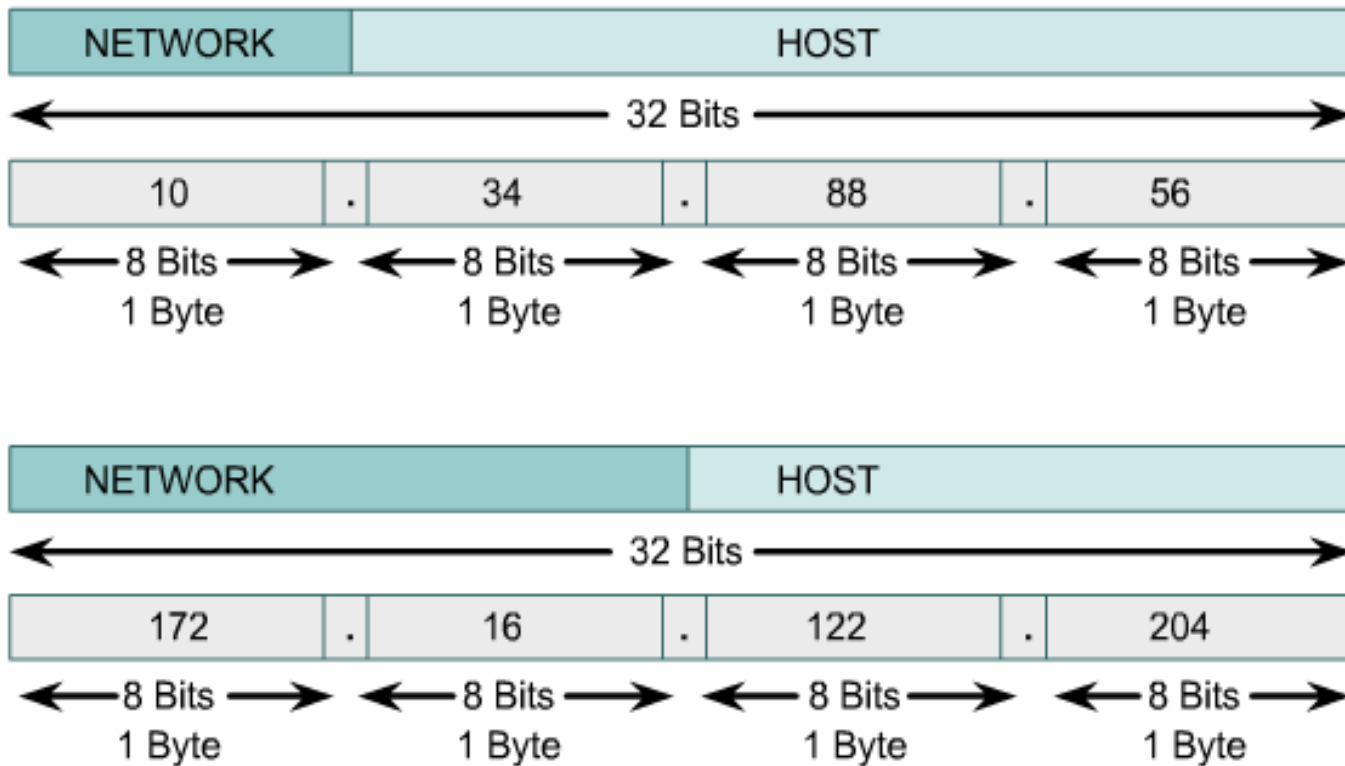 NETWORK HOST
32 Bits
10 . 34 . 88 . 56
8 Bits 8 Bits 8 Bits 8 Bits
1 Byte 1 Byte 1 Byte 1 Byte
NETWORK HOST
32 Bits
172 . 16 . 122 . 204
8 Bits 8 Bits 8 Bits 8 Bits
1 Byte 1 Byte 1 Byte 1 Byte